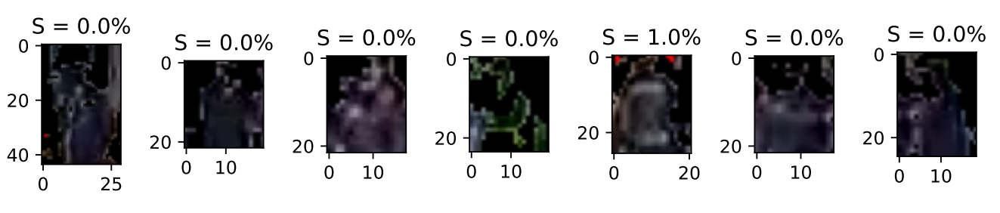 S = 0.0% S = 0.0% S = 0.0% S = 0.0% S = 1.0% S = 0.0% S = 0.0%
0 0 0 0 0 0 0
20 20 20 20 20 20 20
40
0 25 0 10 0 10 0 10 0 20 0 10 0 10